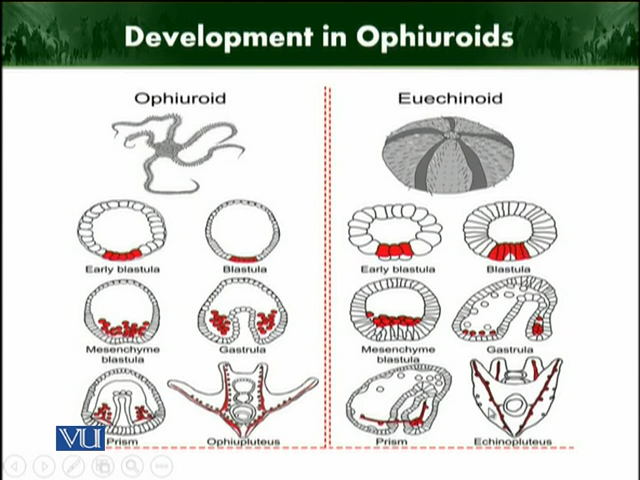 Development in Ophiuroids
Ophiuroid
Euechinoid
Early blastula
Blastula
Early blastula
Blastula
Mesenchyme
blastula
Gastrula
Mesenchyme
blastula
Gastrula
VU
Prism
Ophiupluteus
Prism
Echinopluteus